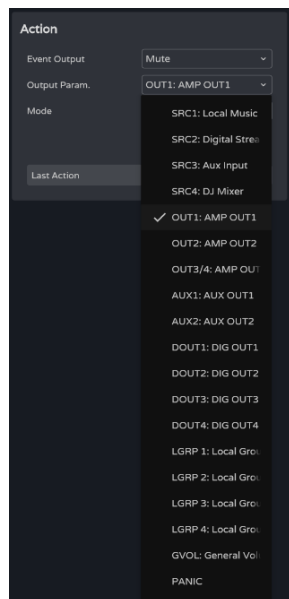 Action
Event Output Mute
Output Param. OUT1: AMP OUT1
Mode
SRC1: Local Music
SRC2: Digital Strea
SRC3: Aux Input
Last Action
SRC4: DJ Mixer
OUT1: AMP OUT1
OUT2: AMP OUT2
OUT3/4: AMP OUT
AUX1: AUX OUT1
AUX2: AUX OUT2
DOUT1: DIG OUT1
DOUT2: DIG OUT2
DOUT3: DIG OUT3
DOUT4: DIG OUT4
LGRP 1: Local Grou
LGRP 2: Local Grou
LGRP 3: Local Grou
LGRP 4: Local Grou
GVOL: General Vol
PANIC